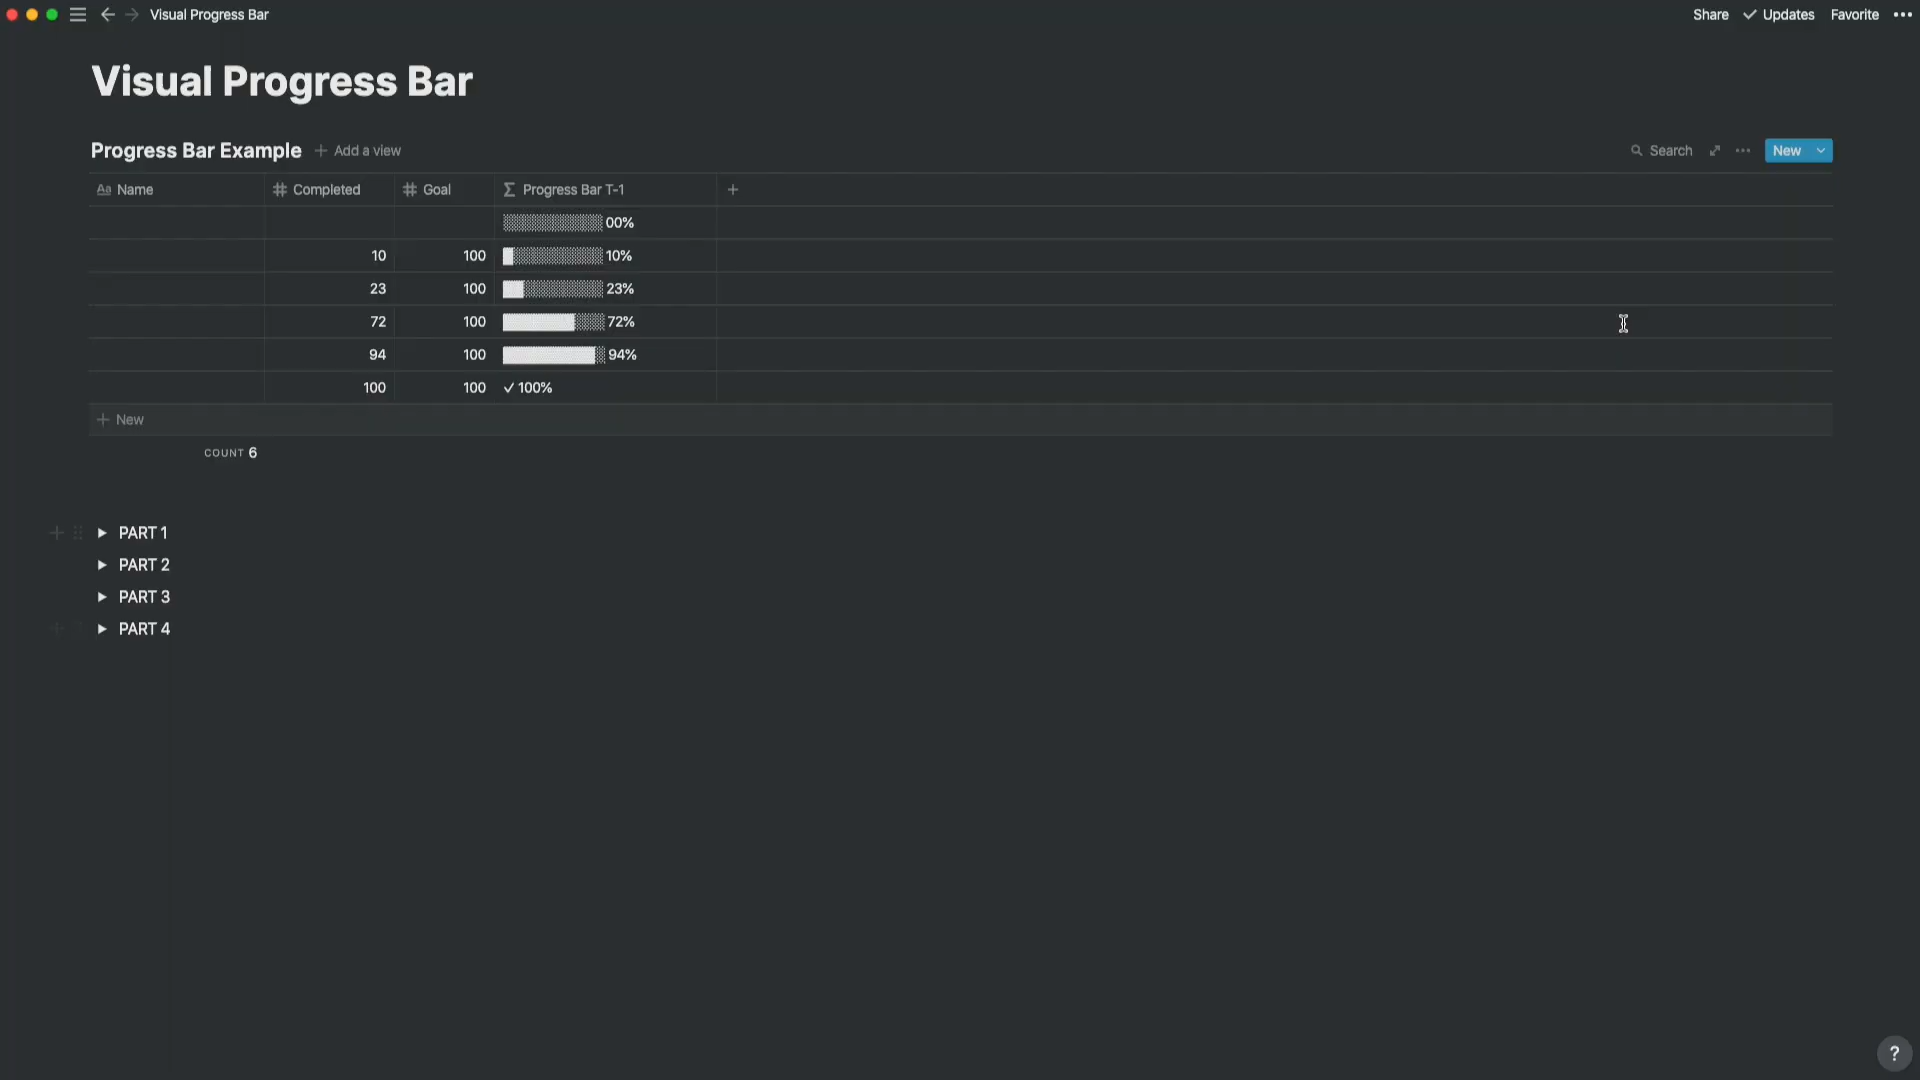 Visual Progress Bar
Share Updates Favorite
Visual Progress Bar
Progress Bar Example Add a view Search New
Aa Name # Completed # Goal Σ Progress Bar T-1
░░░░░░░░░░ 00%
10 100 █░░░░░░░░░ 10%
23 100 ██░░░░░░░░ 23%
72 100 ███████░░░ 72%
94 100 █████████░ 94%
100 100 ✓ 100%
+ New
COUNT 6
PART 1
PART 2
PART 3
PART 4
?